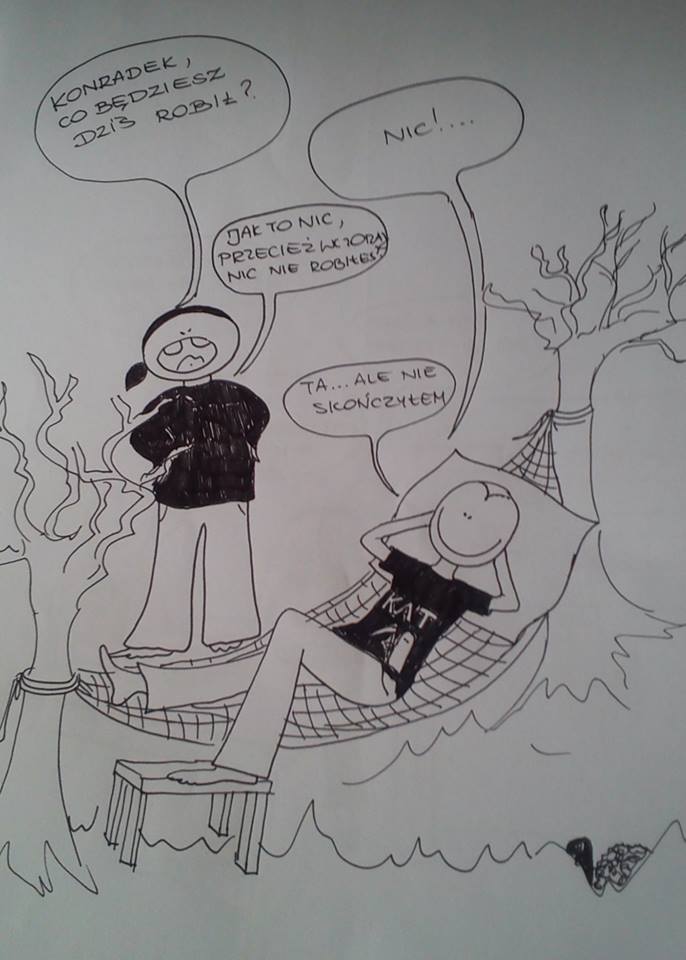 KONRADEK,
CO BĘDZIESZ
DZIŚ ROBIŁ?
NIC!....
JAK TO NIC,
PRZECIEŻ WCZORAJ
NIC NIE ROBIŁEŚ?
TA... ALE NIE
SKOŃCZYŁEM
KAT